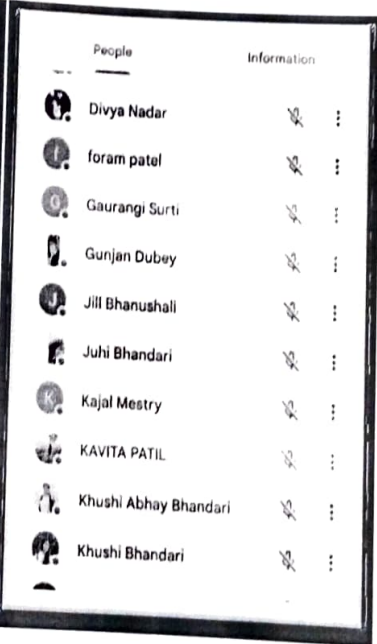 People Information
Divya Nadar
foram patel
G Gaurangi Surti
Gunjan Dubey
J Jill Bhanushali
Juhi Bhandari
K Kajal Mestry
KAVITA PATIL
Khushi Abhay Bhandari
Khushi Bhandari